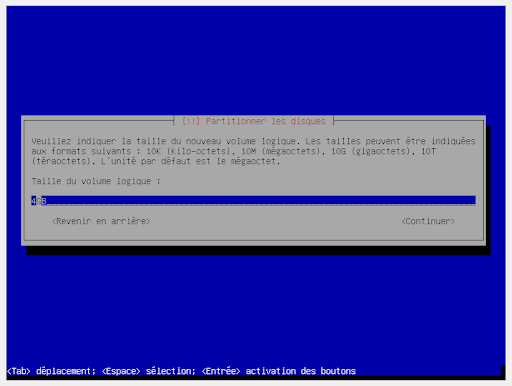 [!!] Partitionner les disques
Veuillez indiquer la taille du nouveau volume logique. Les tailles peuvent être indiquées
aux formats suivants : 10K (kilo-octets), 10M (mégaoctets), 10G (gigaoctets), 10T
(téraoctets). L'unité par défaut est le mégaoctet.
Taille du volume logique :
4GB
<Revenir en arrière> <Continuer>
<Tab> déplacement; <Espace> sélection; <Entrée> activation des boutons